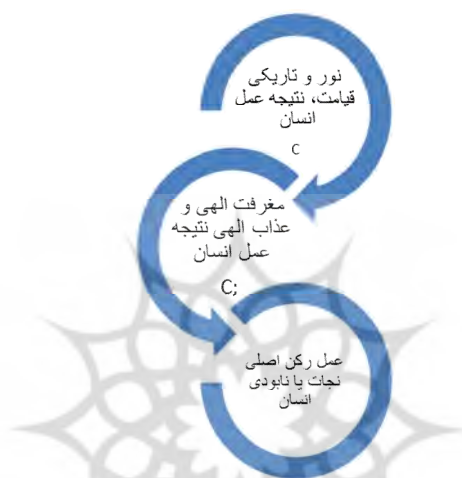 نور و تاریکی
قیامت، نتیجه عمل
انسان
C
مغرفت الهی و
عذاب الهی نتیجه
عمل انسان
C;
عمل رکن اصلی
نجات یا نابودی
انسان